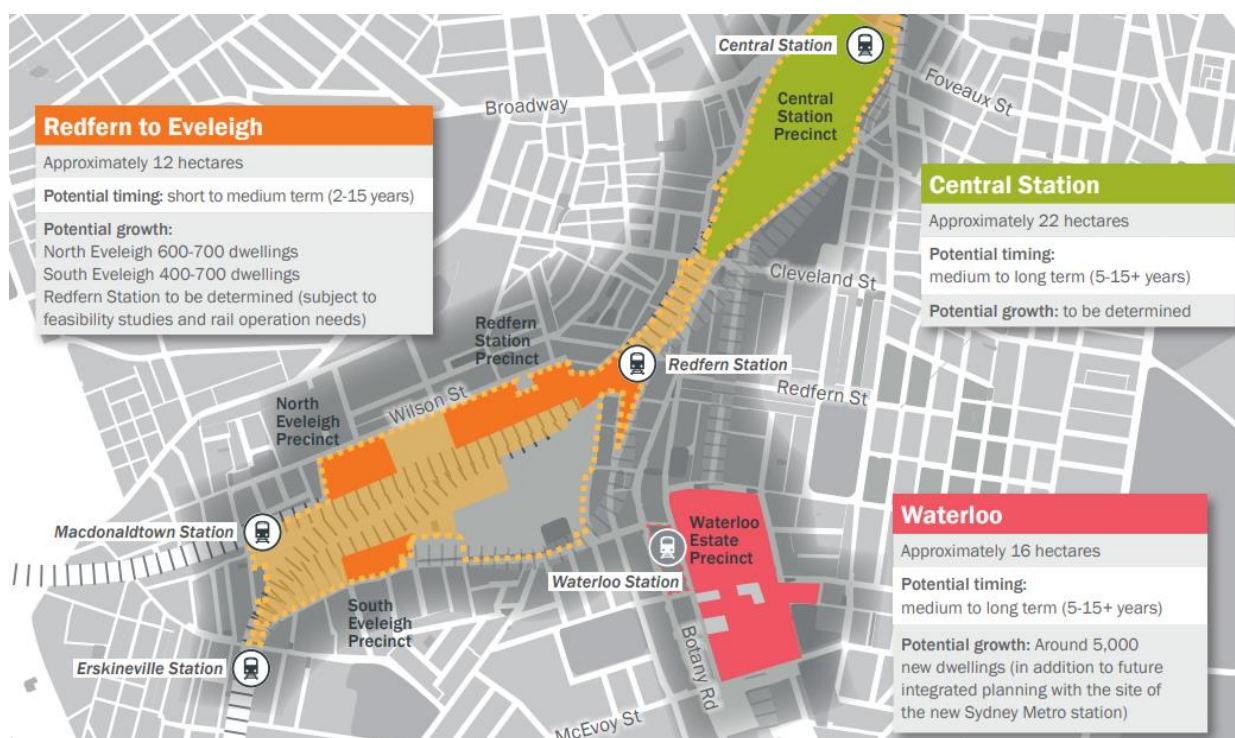 Central Station
Broadway
Foveaux St
Central
Station
Precinct
Redfern to Eveleigh
Approximately 12 hectares
Potential timing: short to medium term (2-15 years)
Potential growth:
North Eveleigh 600-700 dwellings
South Eveleigh 400-700 dwellings
Redfern Station to be determined (subject to
feasibility studies and rail operation needs)
Central Station
Approximately 22 hectares
Potential timing:
medium to long term (5-15+ years)
Potential growth: to be determined
Cleveland St
Redfern
Station
Precinct
Redfern Station
Redfern St
Wilson St
North
Eveleigh
Precinct
Macdonaldtown Station
Waterloo
Estate
Precinct
Waterloo Station
South
Eveleigh
Precinct
Erskineville Station
Botany Rd
McEvoy St
Waterloo
Approximately 16 hectares
Potential timing:
medium to long term (5-15+ years)
Potential growth: Around 5,000
new dwellings (in addition to future
integrated planning with the site of
the new Sydney Metro station)